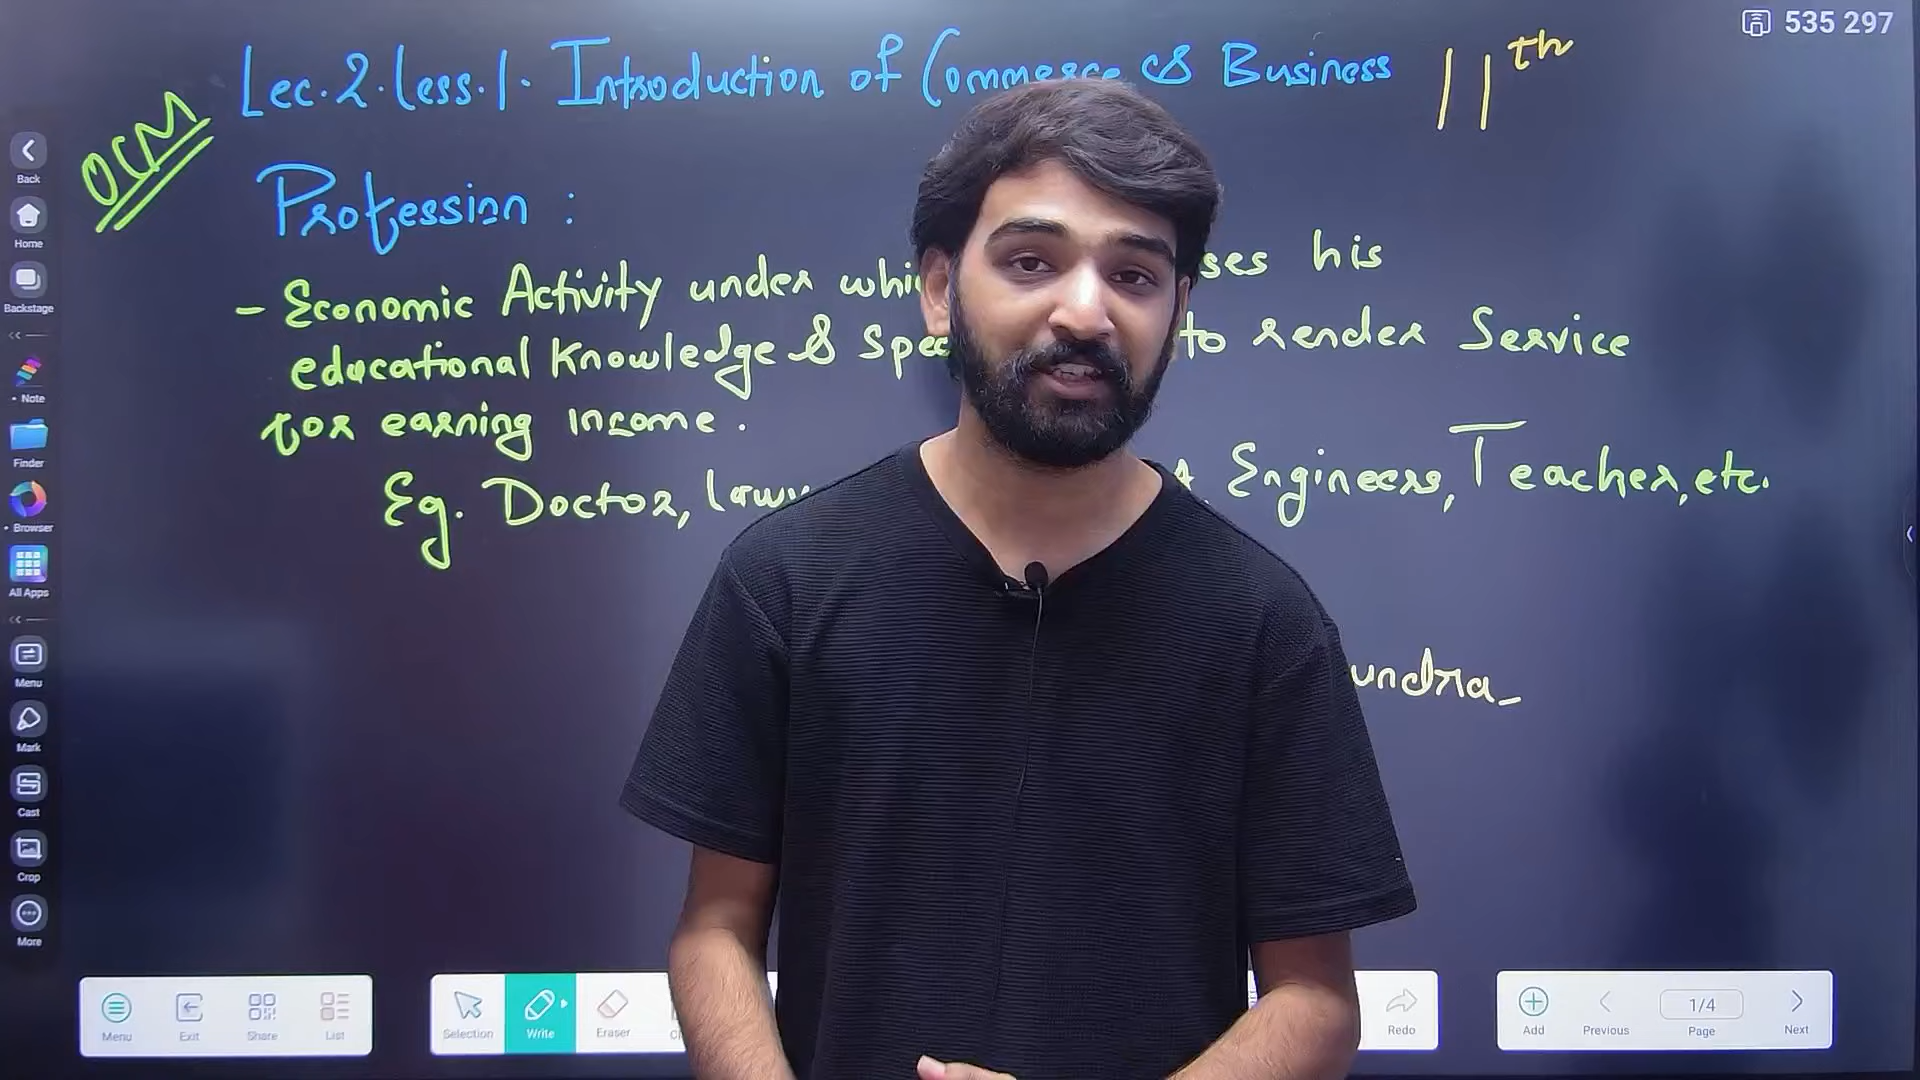 535 297
Lec.2.Less.1. Introduction of Commerce & Business 11th
OCM
Profession :
- Economic Activity under whi ses his
educational Knowledge & Spec to render Service
for earning income.
Eg. Doctor, Lawy A, Engineers, Teacher, etc.
undra
Back
Home
Backstage
Note
Finder
Browser
All Apps
Menu
Mark
Cast
Crop
More
Menu Exit Share List
Selection Write Eraser Redo
Add Previous 1/4 Page Next